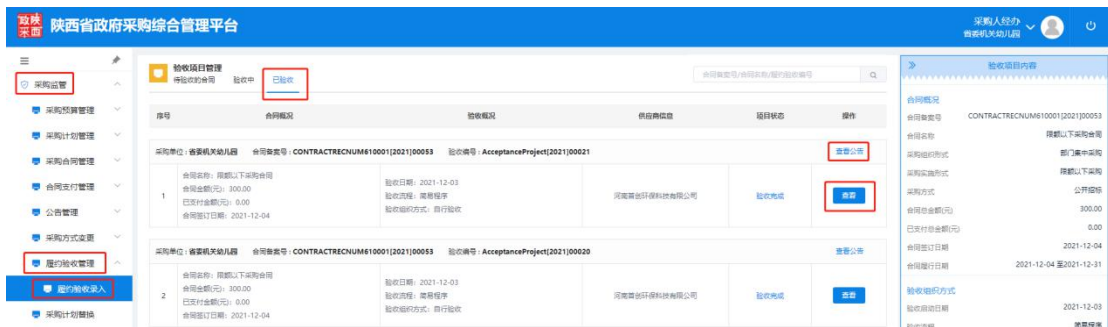 政陕
采西
陕西省政府采购综合管理平台
采购人经办
省委机关幼儿园
采购监管
采购预算管理
采购计划管理
采购合同管理
合同支付管理
公告管理
采购方式变更
履约验收管理
履约验收录入
采购计划替换
验收项目管理
待验收的合同 验收中 已验收
合同备案号/合同名称/履约验收编号
序号 合同概况 验收概况 供应商信息 项目状态 操作
采购单位：省委机关幼儿园 合同备案号：CONTRACTRECNUM610001[2021]00053 验收编号：AcceptanceProject[2021]00021 查看公告
1
合同名称：限额以下采购合同
合同金额(元)：300.00
已支付金额(元)：0.00
合同签订日期：2021-12-04
验收日期：2021-12-03
验收流程：简易程序
验收组织方式：自行验收
河南首创环保科技有限公司
验收完成
查看
采购单位：省委机关幼儿园 合同备案号：CONTRACTRECNUM610001[2021]00053 验收编号：AcceptanceProject[2021]00020 查看公告
2
合同名称：限额以下采购合同
合同金额(元)：300.00
已支付金额(元)：0.00
合同签订日期：2021-12-04
验收日期：2021-12-03
验收流程：简易程序
验收组织方式：自行验收
河南首创环保科技有限公司
验收完成
查看
验收项目内容
合同概况
合同备案号 CONTRACTRECNUM610001[2021]00053
合同名称 限额以下采购合同
采购组织形式 部门集中采购
采购实施形式 限额以下采购
采购方式 公开招标
合同总金额(元) 300.00
已支付总金额(元) 0.00
合同签订日期 2021-12-04
合同履行日期 2021-12-04 至2021-12-31
验收组织方式
验收启动日期 2021-12-03
验收流程 简易程序